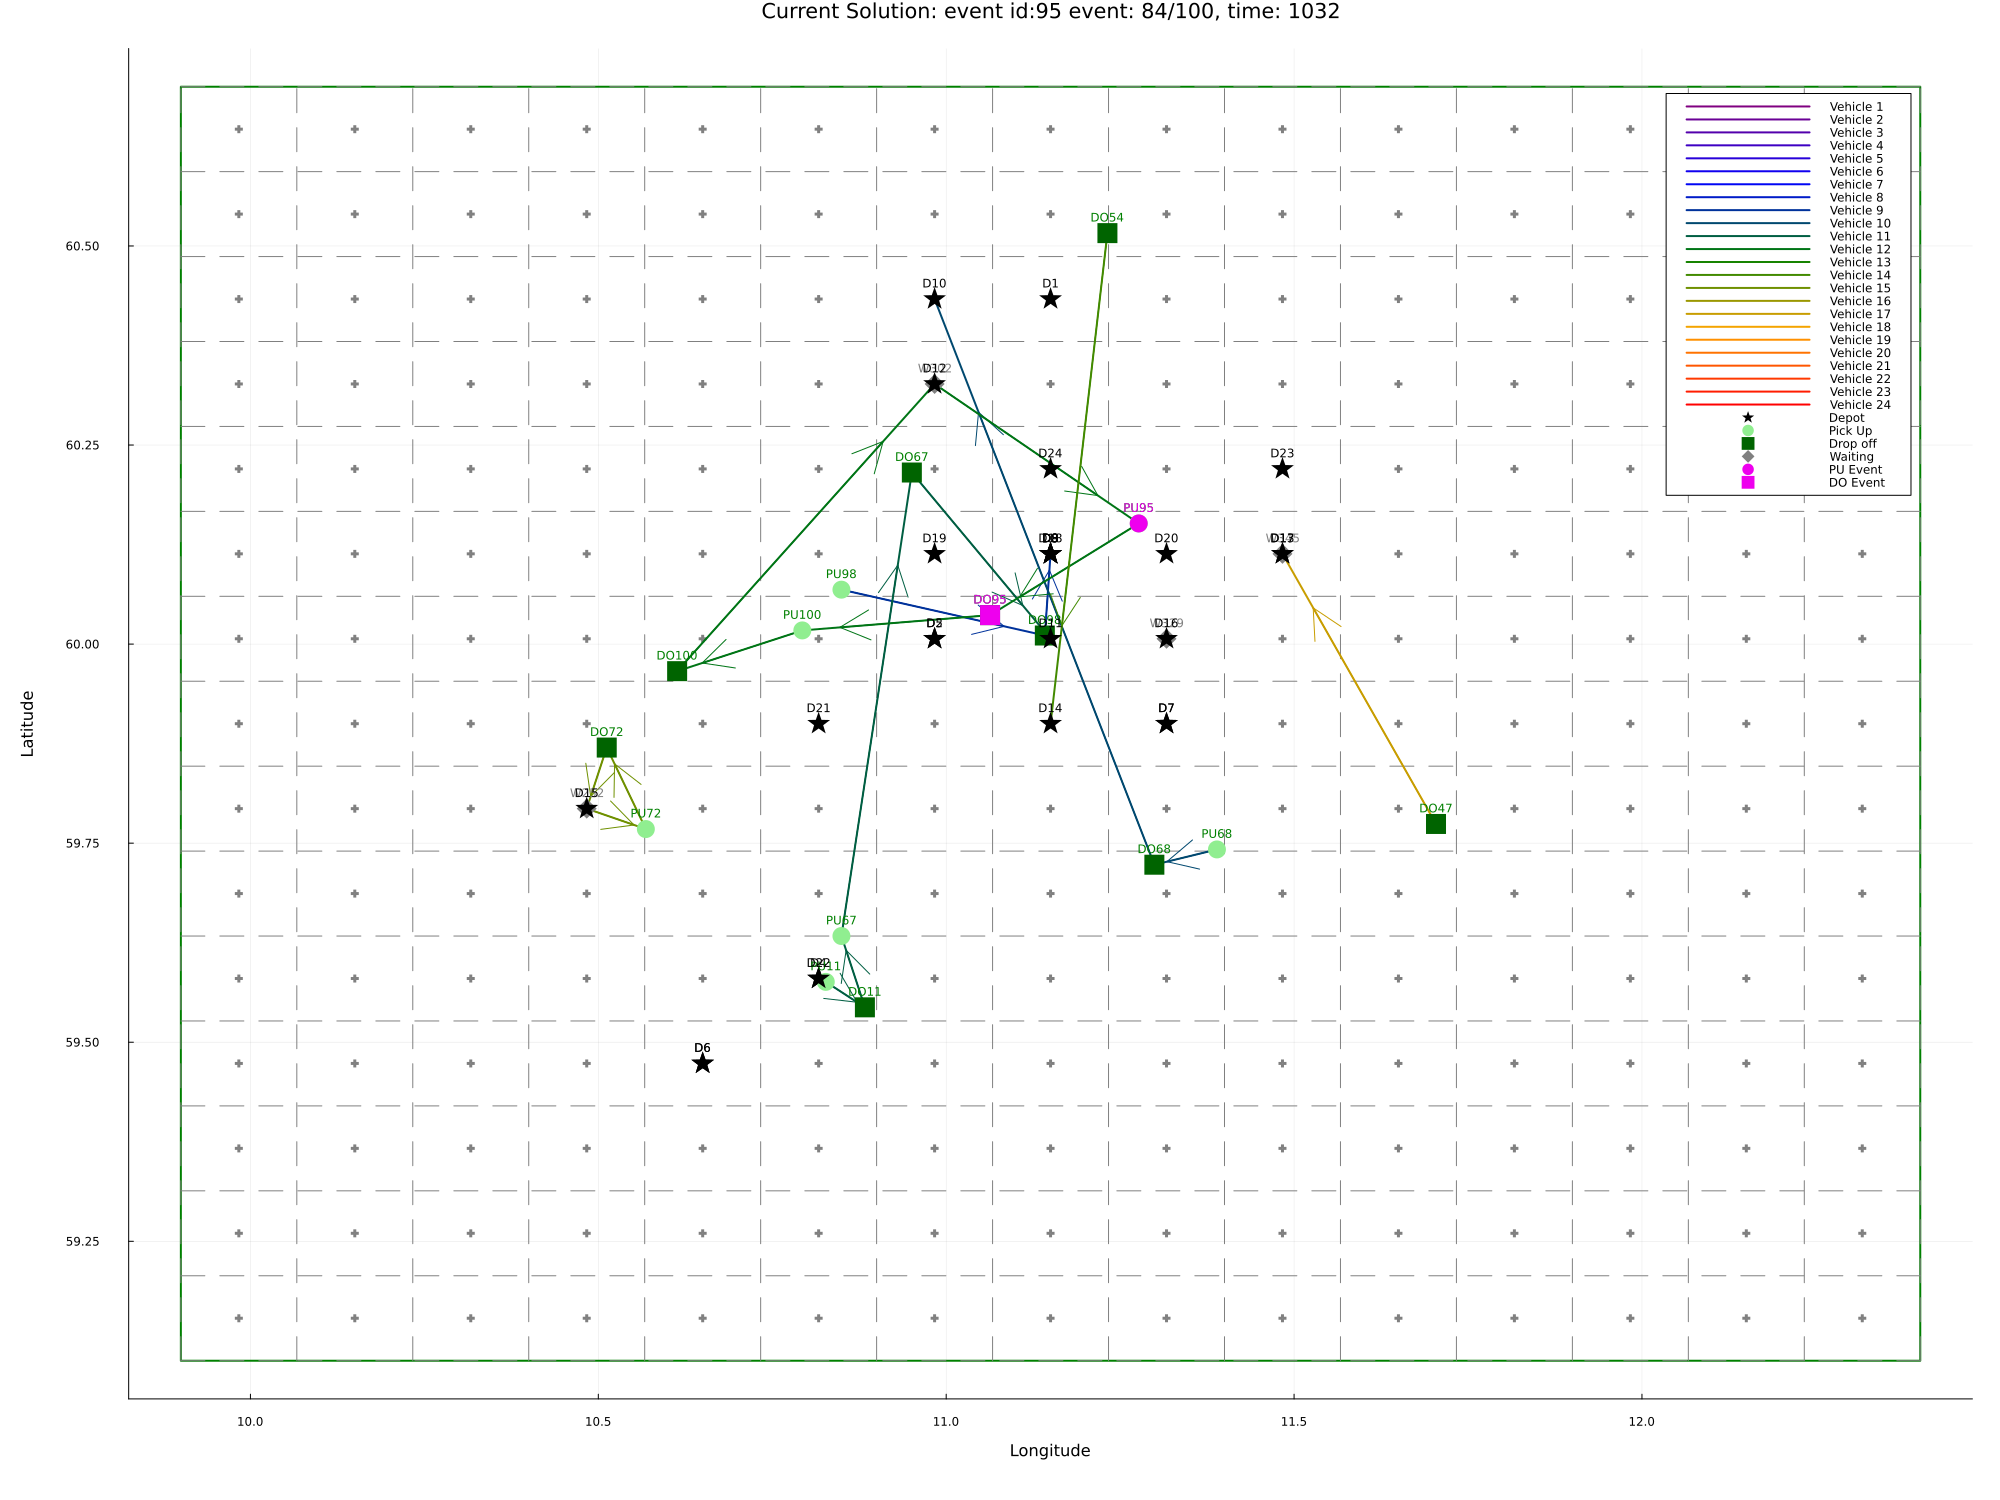 Current Solution: event id:95 event: 84/100, time: 1032
Vehicle 1
Vehicle 2
Vehicle 3
Vehicle 4
Vehicle 5
Vehicle 6
Vehicle 7
Vehicle 8
Vehicle 9
Vehicle 10
Vehicle 11
Vehicle 12
Vehicle 13
Vehicle 14
Vehicle 15
Vehicle 16
Vehicle 17
Vehicle 18
Vehicle 19
Vehicle 20
Vehicle 21
Vehicle 22
Vehicle 23
Vehicle 24
Depot
Pick Up
Drop off
Waiting
PU Event
DO Event
DO54
60.50
D10
D1
D12
60.25
DO67
D24
D23
PU95
D19
D20
PU98
DO95
PU100
60.00
D16
DO100
D21
D14
D7
DO72
D15
PU72
DO47
59.75
PU68
DO68
PU67
DO11
59.50
D6
59.25
10.0
10.5
11.0
11.5
12.0
Latitude
Longitude